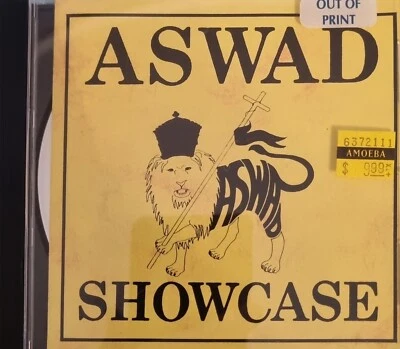 OUT OF
PRINT
ASWAD
6372111
AMOEBA
ASWAD
SHOWCASE